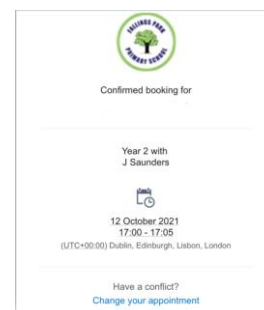 FALLINGS PARK
PRIMARY SCHOOL
Confirmed booking for
Year 2 with
J Saunders
12 October 2021
17:00 - 17:05
(UTC+00:00) Dublin, Edinburgh, Lisbon, London
Have a conflict?
Change your appointment